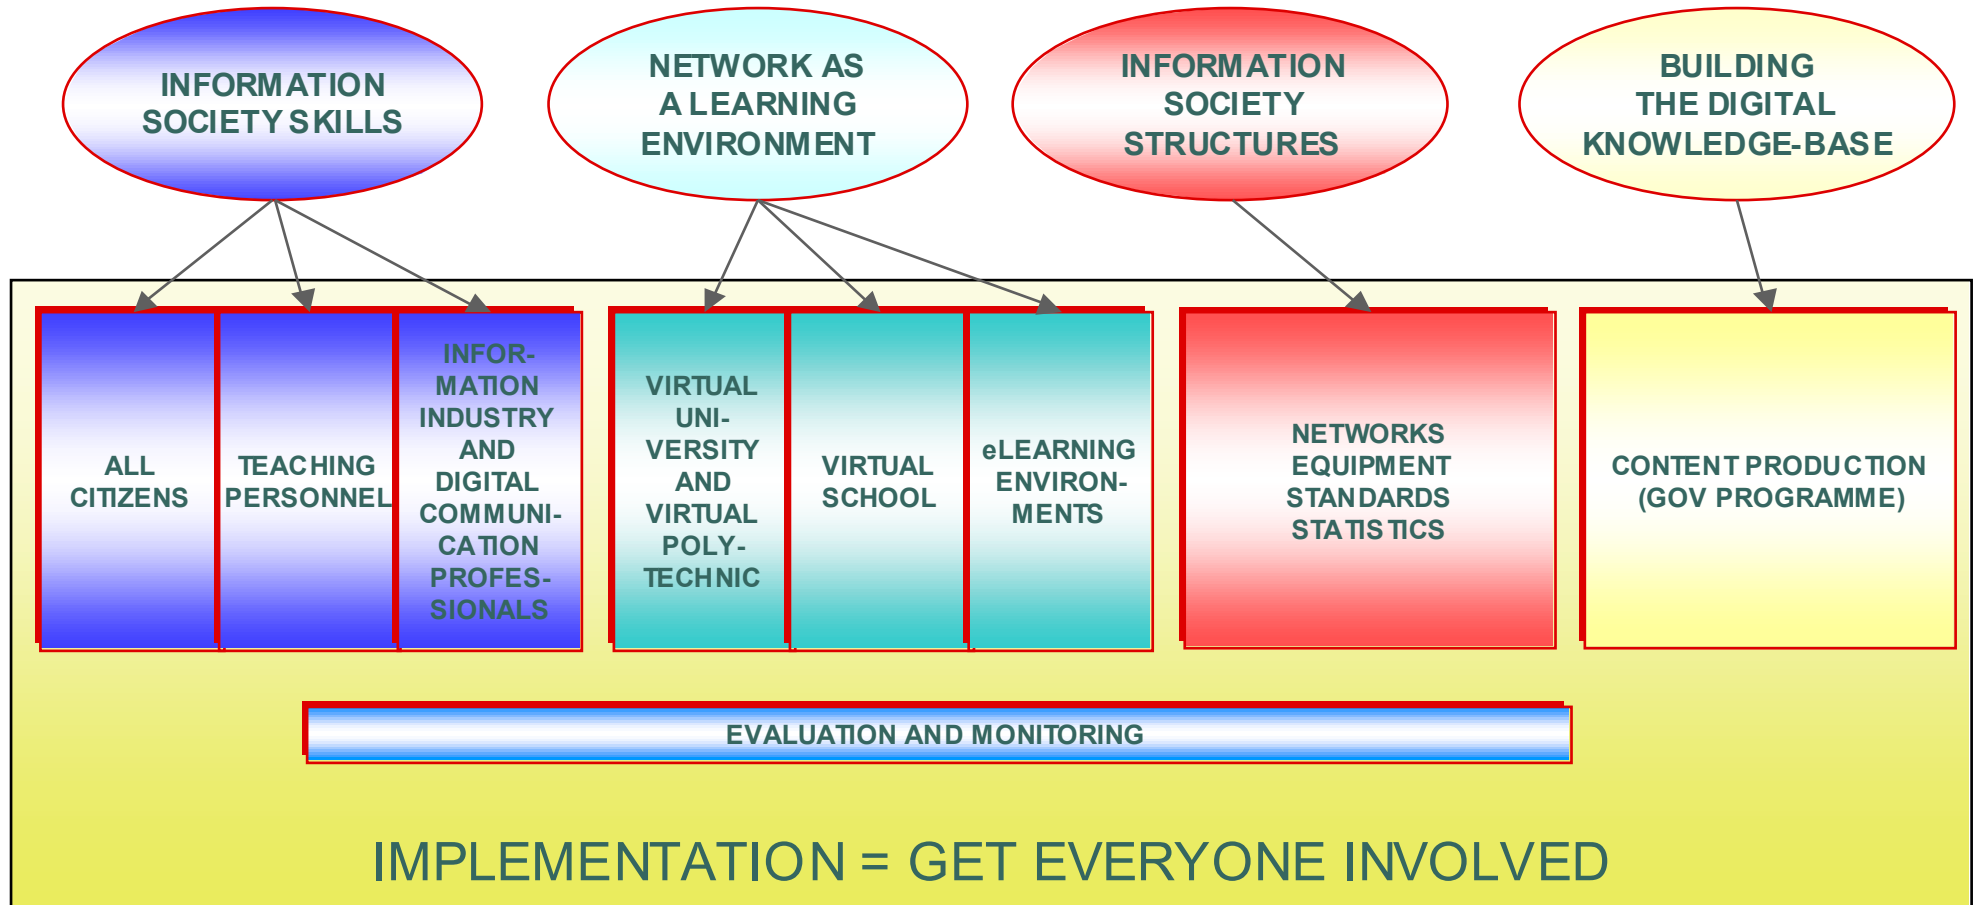 INFORMATION
SOCIETY SKILLS
NETWORK AS
A LEARNING
ENVIRONMENT
INFORMATION
SOCIETY
STRUCTURES
BUILDING
THE DIGITAL
KNOWLEDGE-BASE
ALL
CITIZENS
TEACHING
PERSONNEL
INFOR-
MATION
INDUSTRY
AND
DIGITAL
COMMUNI-
CATION
PROFES-
SIONALS
VIRTUAL
UNI-
VERSITY
AND
VIRTUAL
POLY-
TECHNIC
VIRTUAL
SCHOOL
eLEARNING
ENVIRON-
MENTS
NETWORKS
EQUIPMENT
STANDARDS
STATISTICS
CONTENT PRODUCTION
(GOV PROGRAMME)
EVALUATION AND MONITORING
IMPLEMENTATION = GET EVERYONE INVOLVED